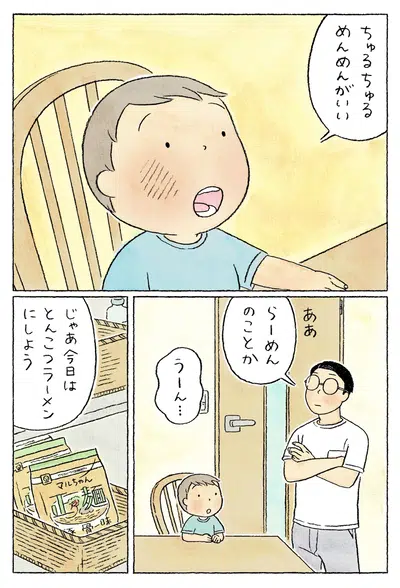 ちゅるちゅる
めんめんがいい
ああ
らーめん
のことか
うーん…
じゃあ今日は
とんこつラーメン
にしよう
マルちゃん
麺
味